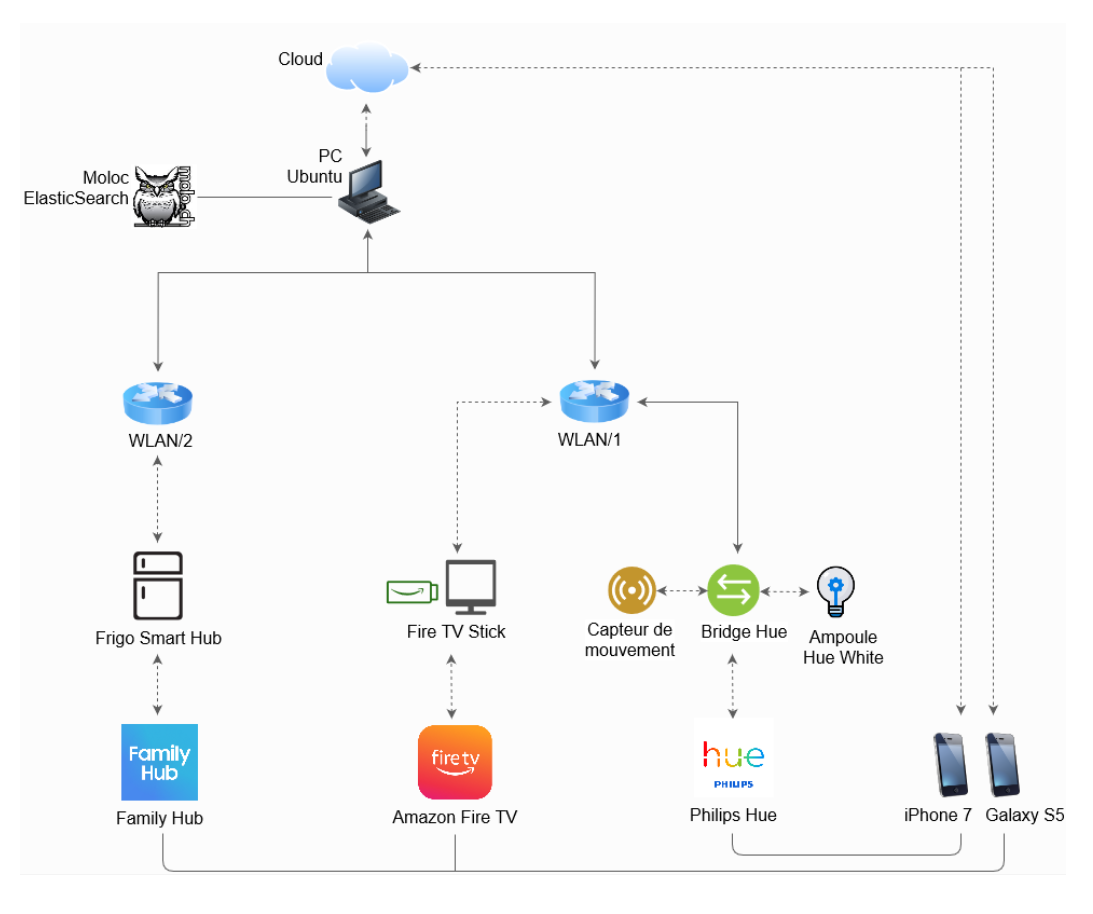 Cloud
PC
Ubuntu
Moloc
ElasticSearch
moloch
WLAN/2
WLAN/1
Frigo Smart Hub
Fire TV Stick
Capteur de
mouvement
Bridge Hue
Ampoule
Hue White
Family
Hub
firetv
hue
PHILIPS
Family Hub
Amazon Fire TV
Philips Hue
iPhone 7
Galaxy S5